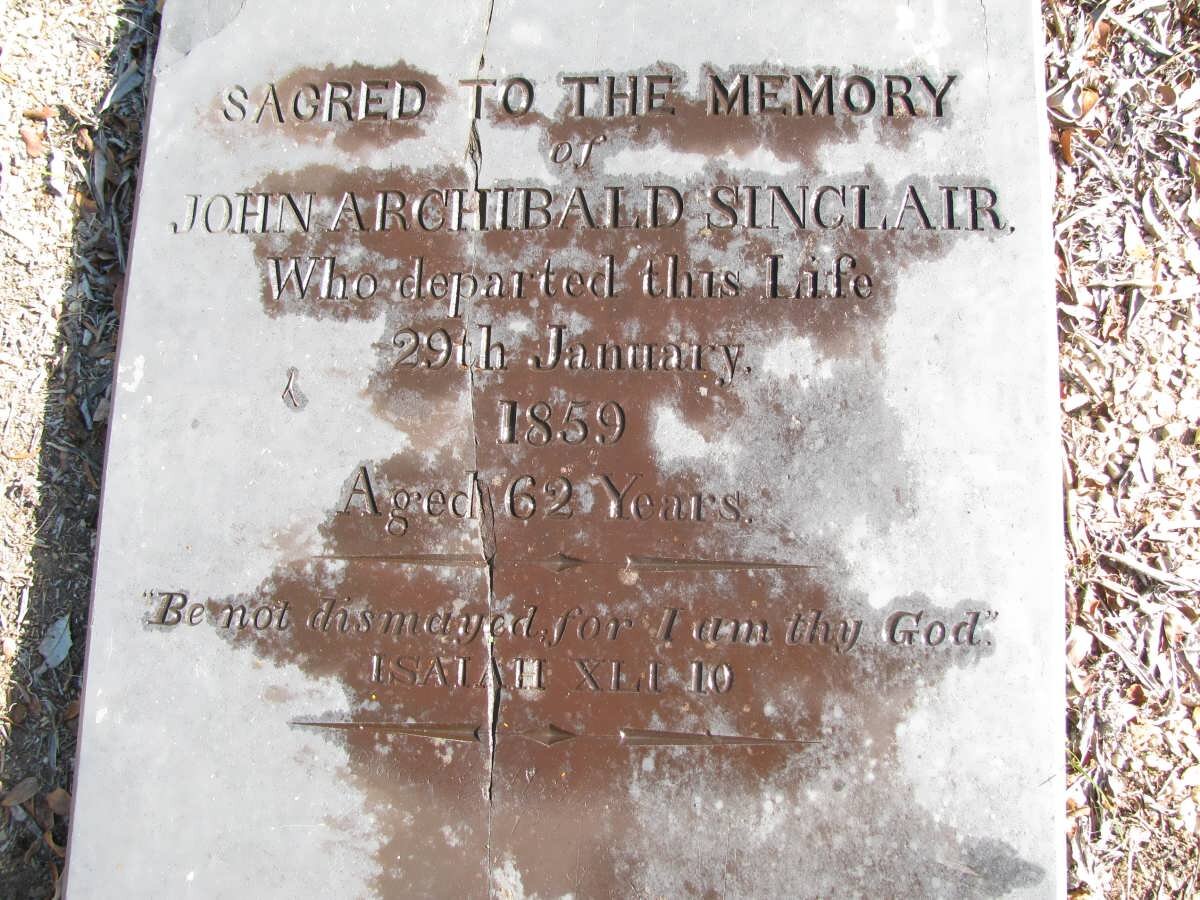 SACRED TO THE MEMORY
of
JOHN ARCHIBALD SINCLAIR,
Who departed this Life
29th January,
1859
Aged 62 Years.
"Be not dismayed, for I am thy God".
ISAIAH XLI 10